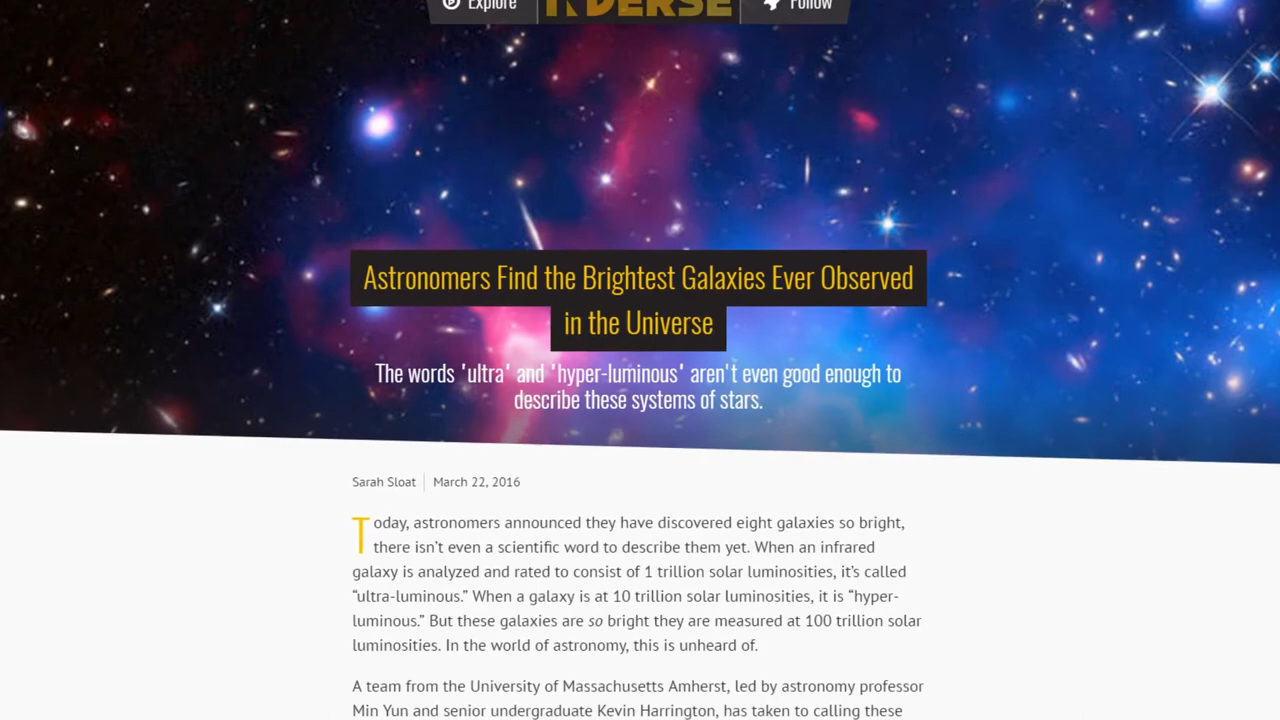 Explore
Follow
Astronomers Find the Brightest Galaxies Ever Observed
in the Universe
The words 'ultra' and 'hyper-luminous' aren't even good enough to
describe these systems of stars.
Sarah Sloat
March 22, 2016
Today, astronomers announced they have discovered eight galaxies so bright,
there isn’t even a scientific word to describe them yet. When an infrared
galaxy is analyzed and rated to consist of 1 trillion solar luminosities, it’s called
“ultra-luminous.” When a galaxy is at 10 trillion solar luminosities, it is “hyper-
luminous.” But these galaxies are so bright they are measured at 100 trillion solar
luminosities. In the world of astronomy, this is unheard of.
A team from the University of Massachusetts Amherst, led by astronomy professor
Min Yun and senior undergraduate Kevin Harrington, has taken to calling these